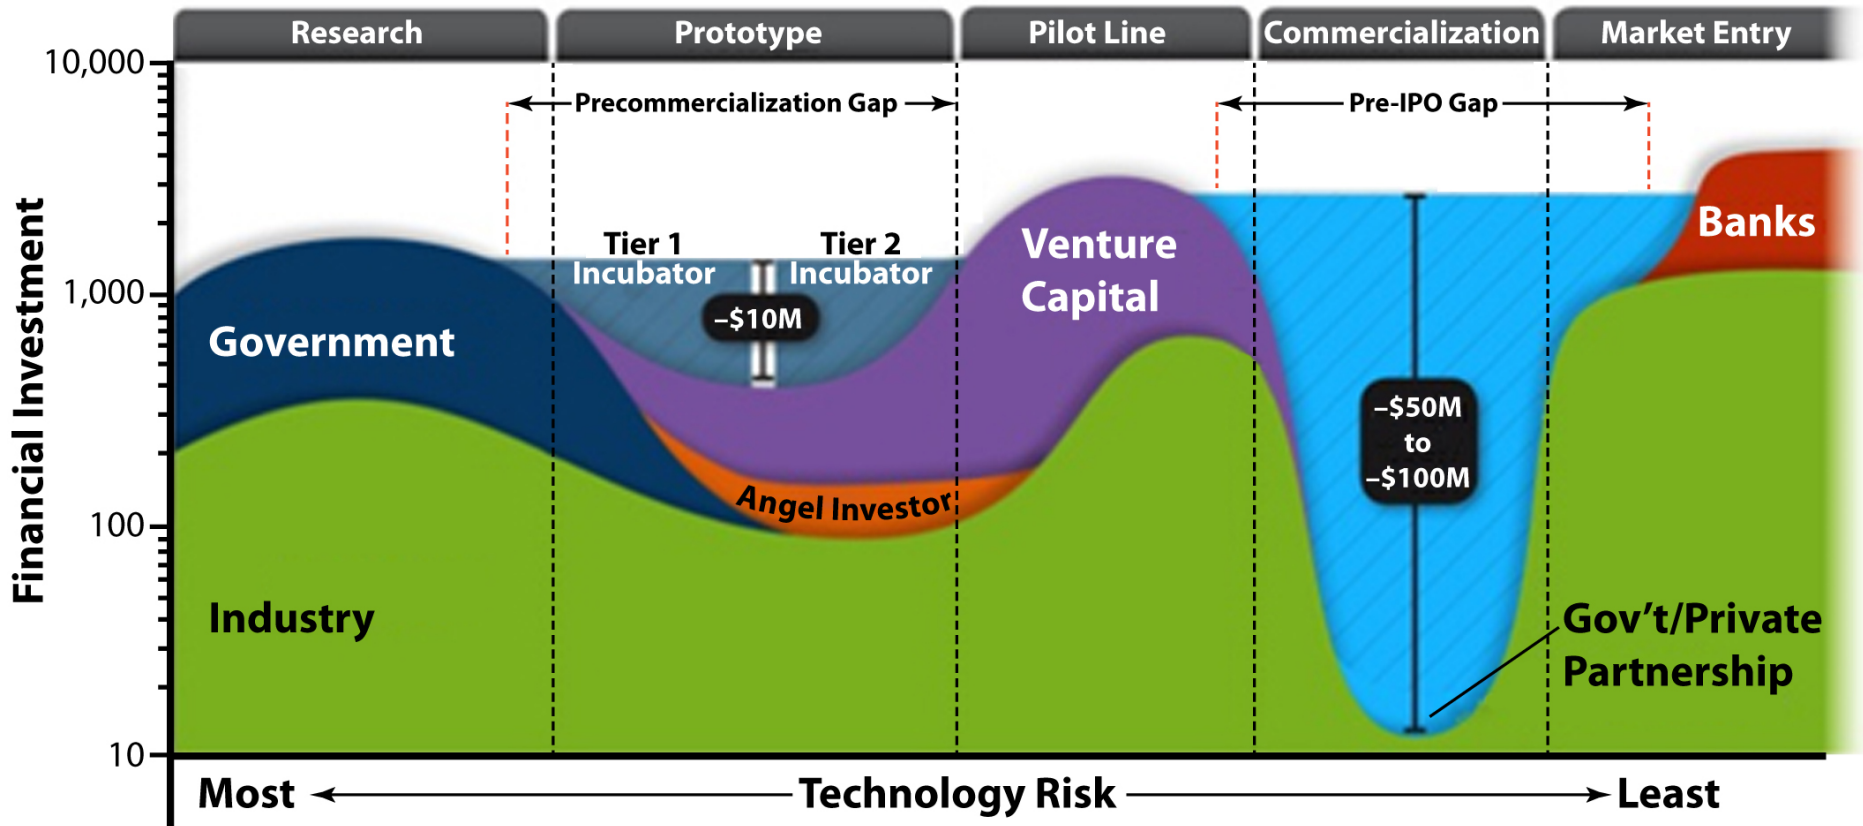 Research
Prototype
Pilot Line
Commercialization
Market Entry
10,000
1,000
100
10
Financial Investment
Precommercialization Gap
Pre-IPO Gap
Tier 1
Incubator
Tier 2
Incubator
–$10M
Government
Industry
Angel Investor
Venture
Capital
–$50M
to
–$100M
Banks
Gov’t/Private
Partnership
Most
Technology Risk
Least